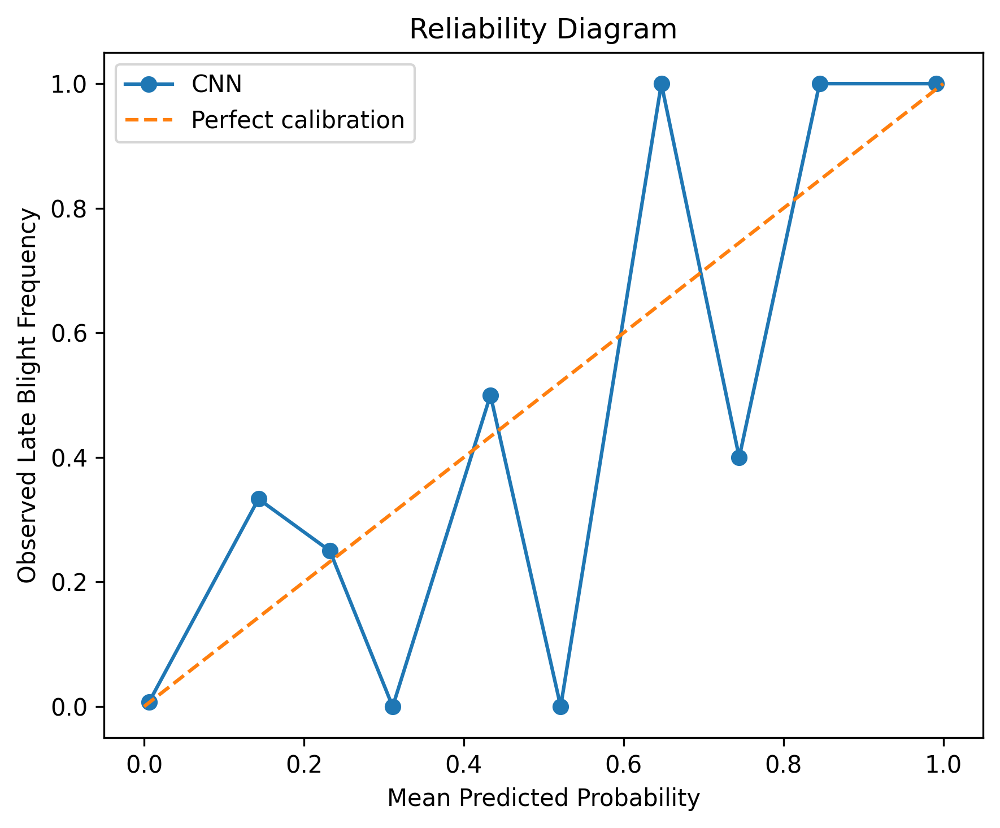 Reliability Diagram
CNN
Perfect calibration
1.0
0.8
0.6
0.4
0.2
0.0
Observed Late Blight Frequency
0.0 0.2 0.4 0.6 0.8 1.0
Mean Predicted Probability